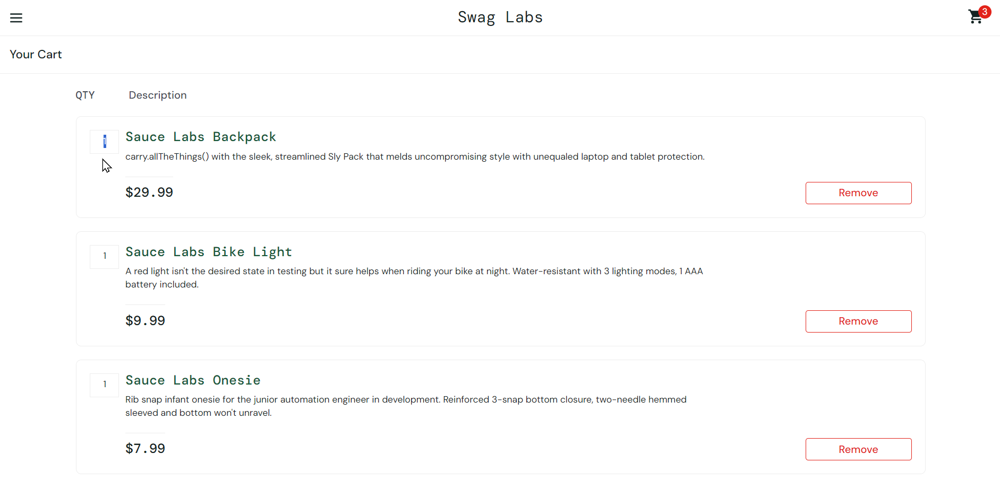 Swag Labs
3
Your Cart
QTY Description
1
Sauce Labs Backpack
carry.allTheThings() with the sleek, streamlined Sly Pack that melds uncompromising style with unequaled laptop and tablet protection.
$29.99
Remove
1
Sauce Labs Bike Light
A red light isn't the desired state in testing but it sure helps when riding your bike at night. Water-resistant with 3 lighting modes, 1 AAA
battery included.
$9.99
Remove
1
Sauce Labs Onesie
Rib snap infant onesie for the junior automation engineer in development. Reinforced 3-snap bottom closure, two-needle hemmed
sleeved and bottom won't unravel.
$7.99
Remove